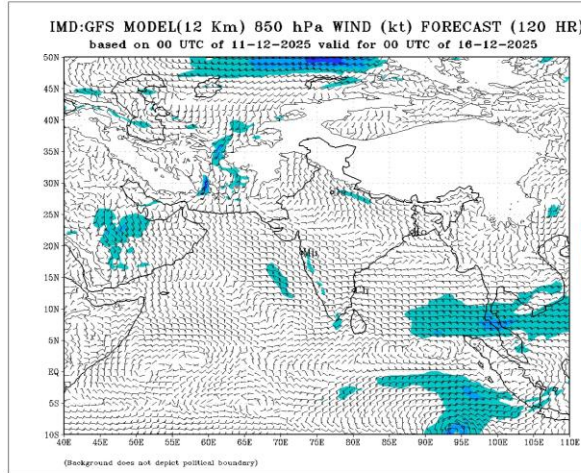 IMD:GFS MODEL(12 Km) 850 hPa WIND (kt) FORECAST (120 HR)
based on 00 UTC of 11-12-2025 valid for 00 UTC of 16-12-2025
50N
45N
40N
35N
30N
25N
20N
15N
10N
5N
EQ
5S
10S
40E 45E 50E 55E 60E 65E 70E 75E 80E 85E 90E 95E 100E 105E 110E
(Background does not depict political boundary)